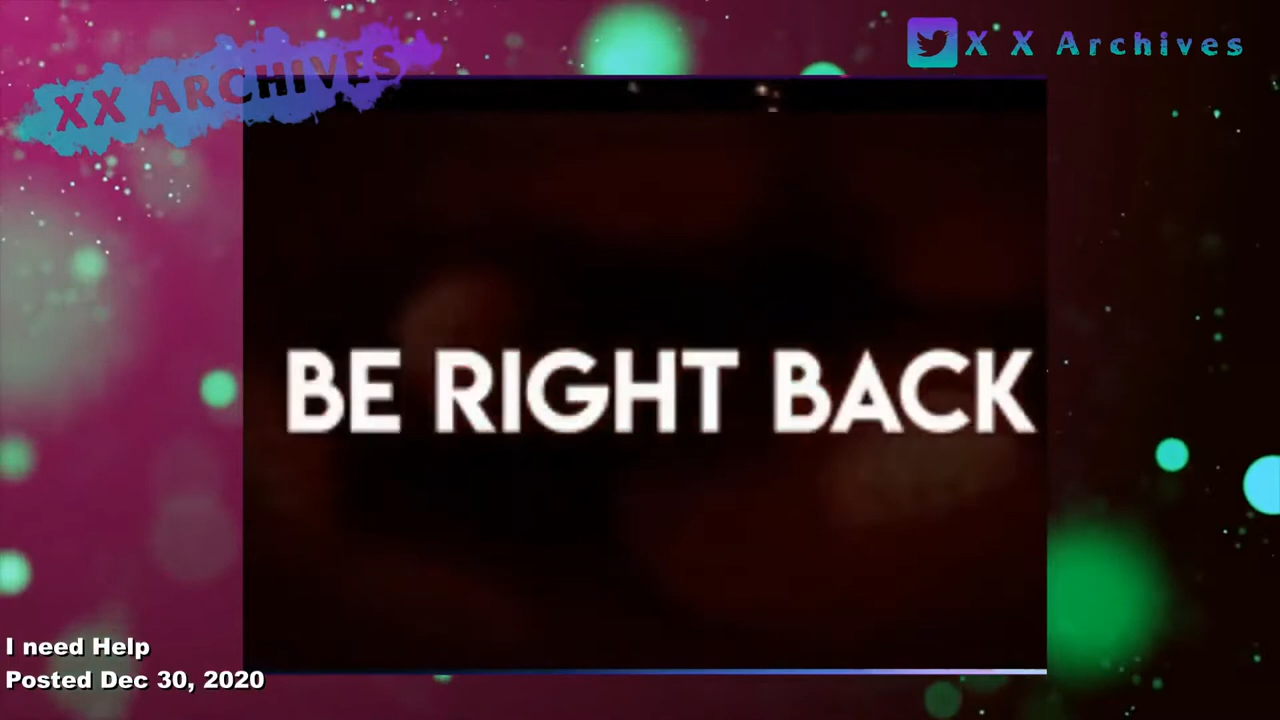 XX ARCHIVES
X X Archives
BE RIGHT BACK
I need Help
Posted Dec 30, 2020